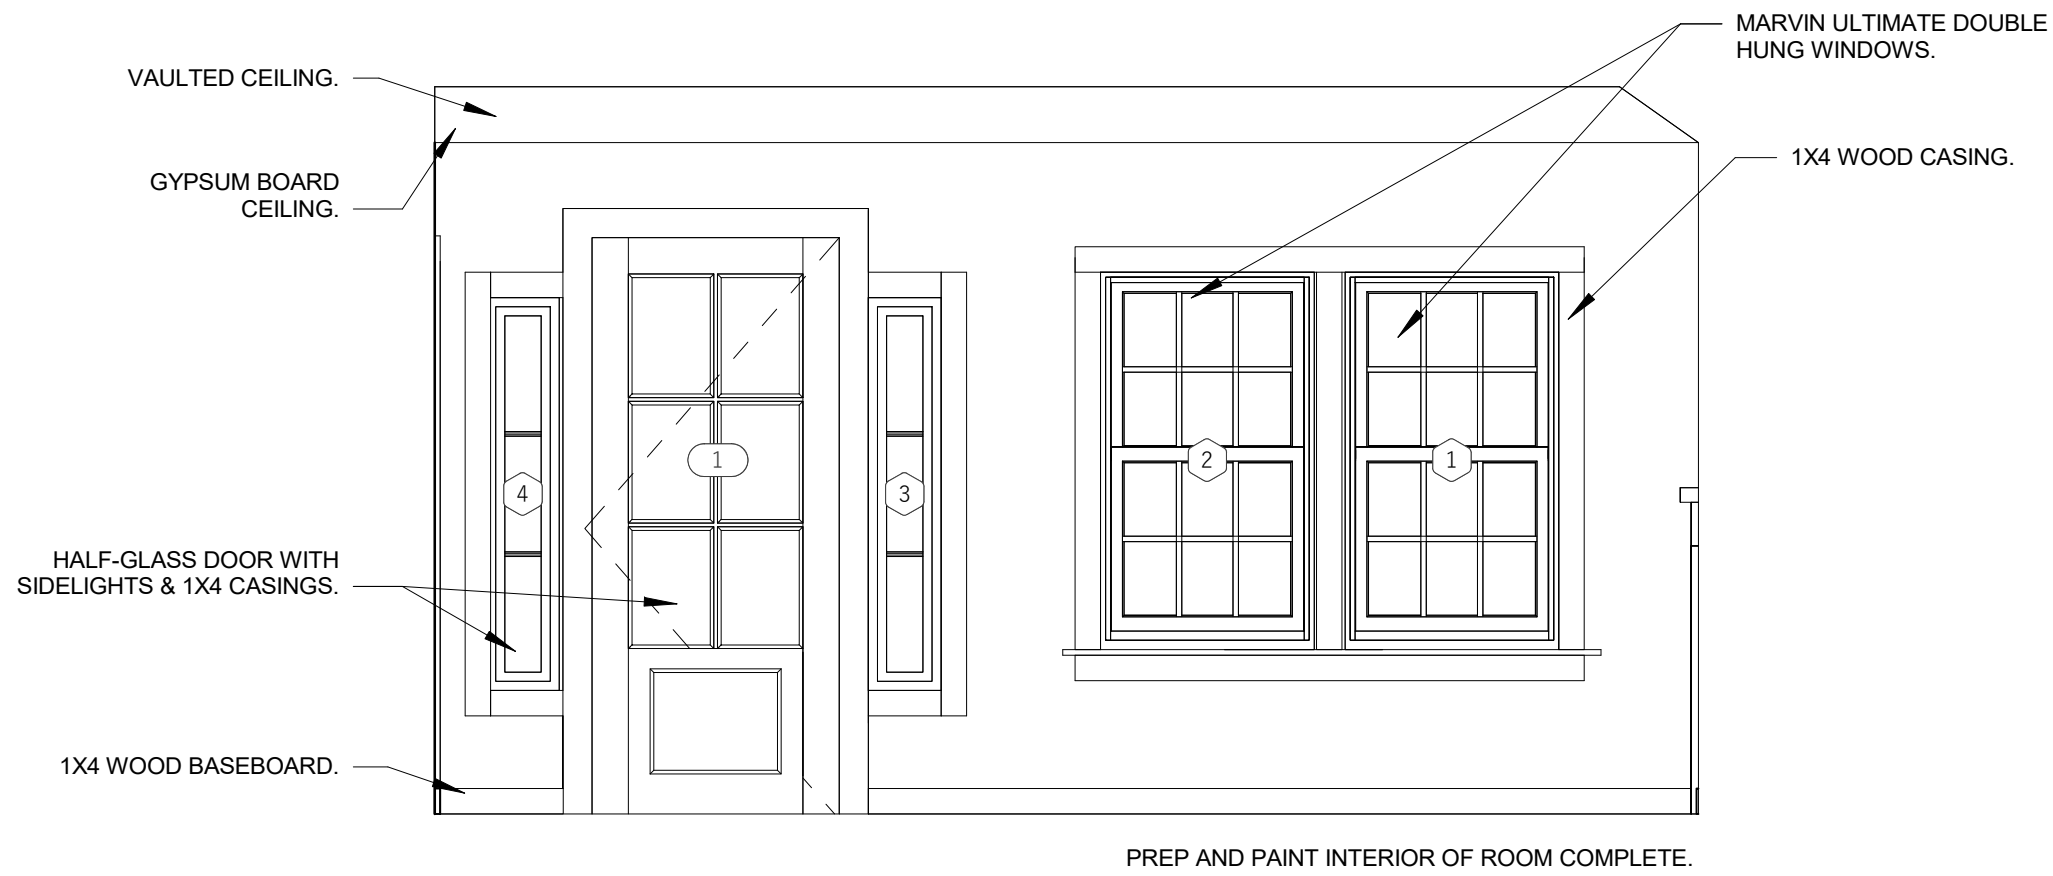 MARVIN ULTIMATE DOUBLE
HUNG WINDOWS.
VAULTED CEILING.
1X4 WOOD CASING.
GYPSUM BOARD
CEILING.
1
2
1
4
3
HALF-GLASS DOOR WITH
SIDELIGHTS & 1X4 CASINGS.
1X4 WOOD BASEBOARD.
PREP AND PAINT INTERIOR OF ROOM COMPLETE.